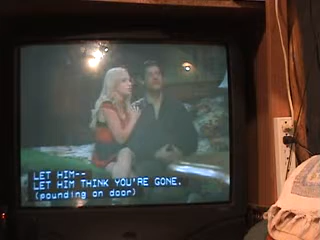 LET HIM--
LET HIM THINK YOU'RE GONE.
(pounding on door)